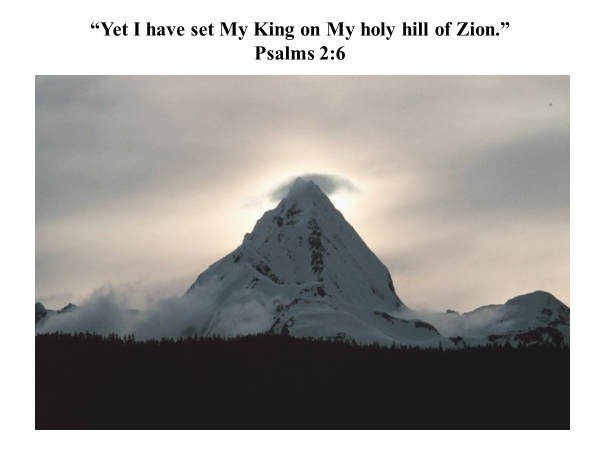 “Yet I have set My King on My holy hill of Zion.”
Psalms 2:6